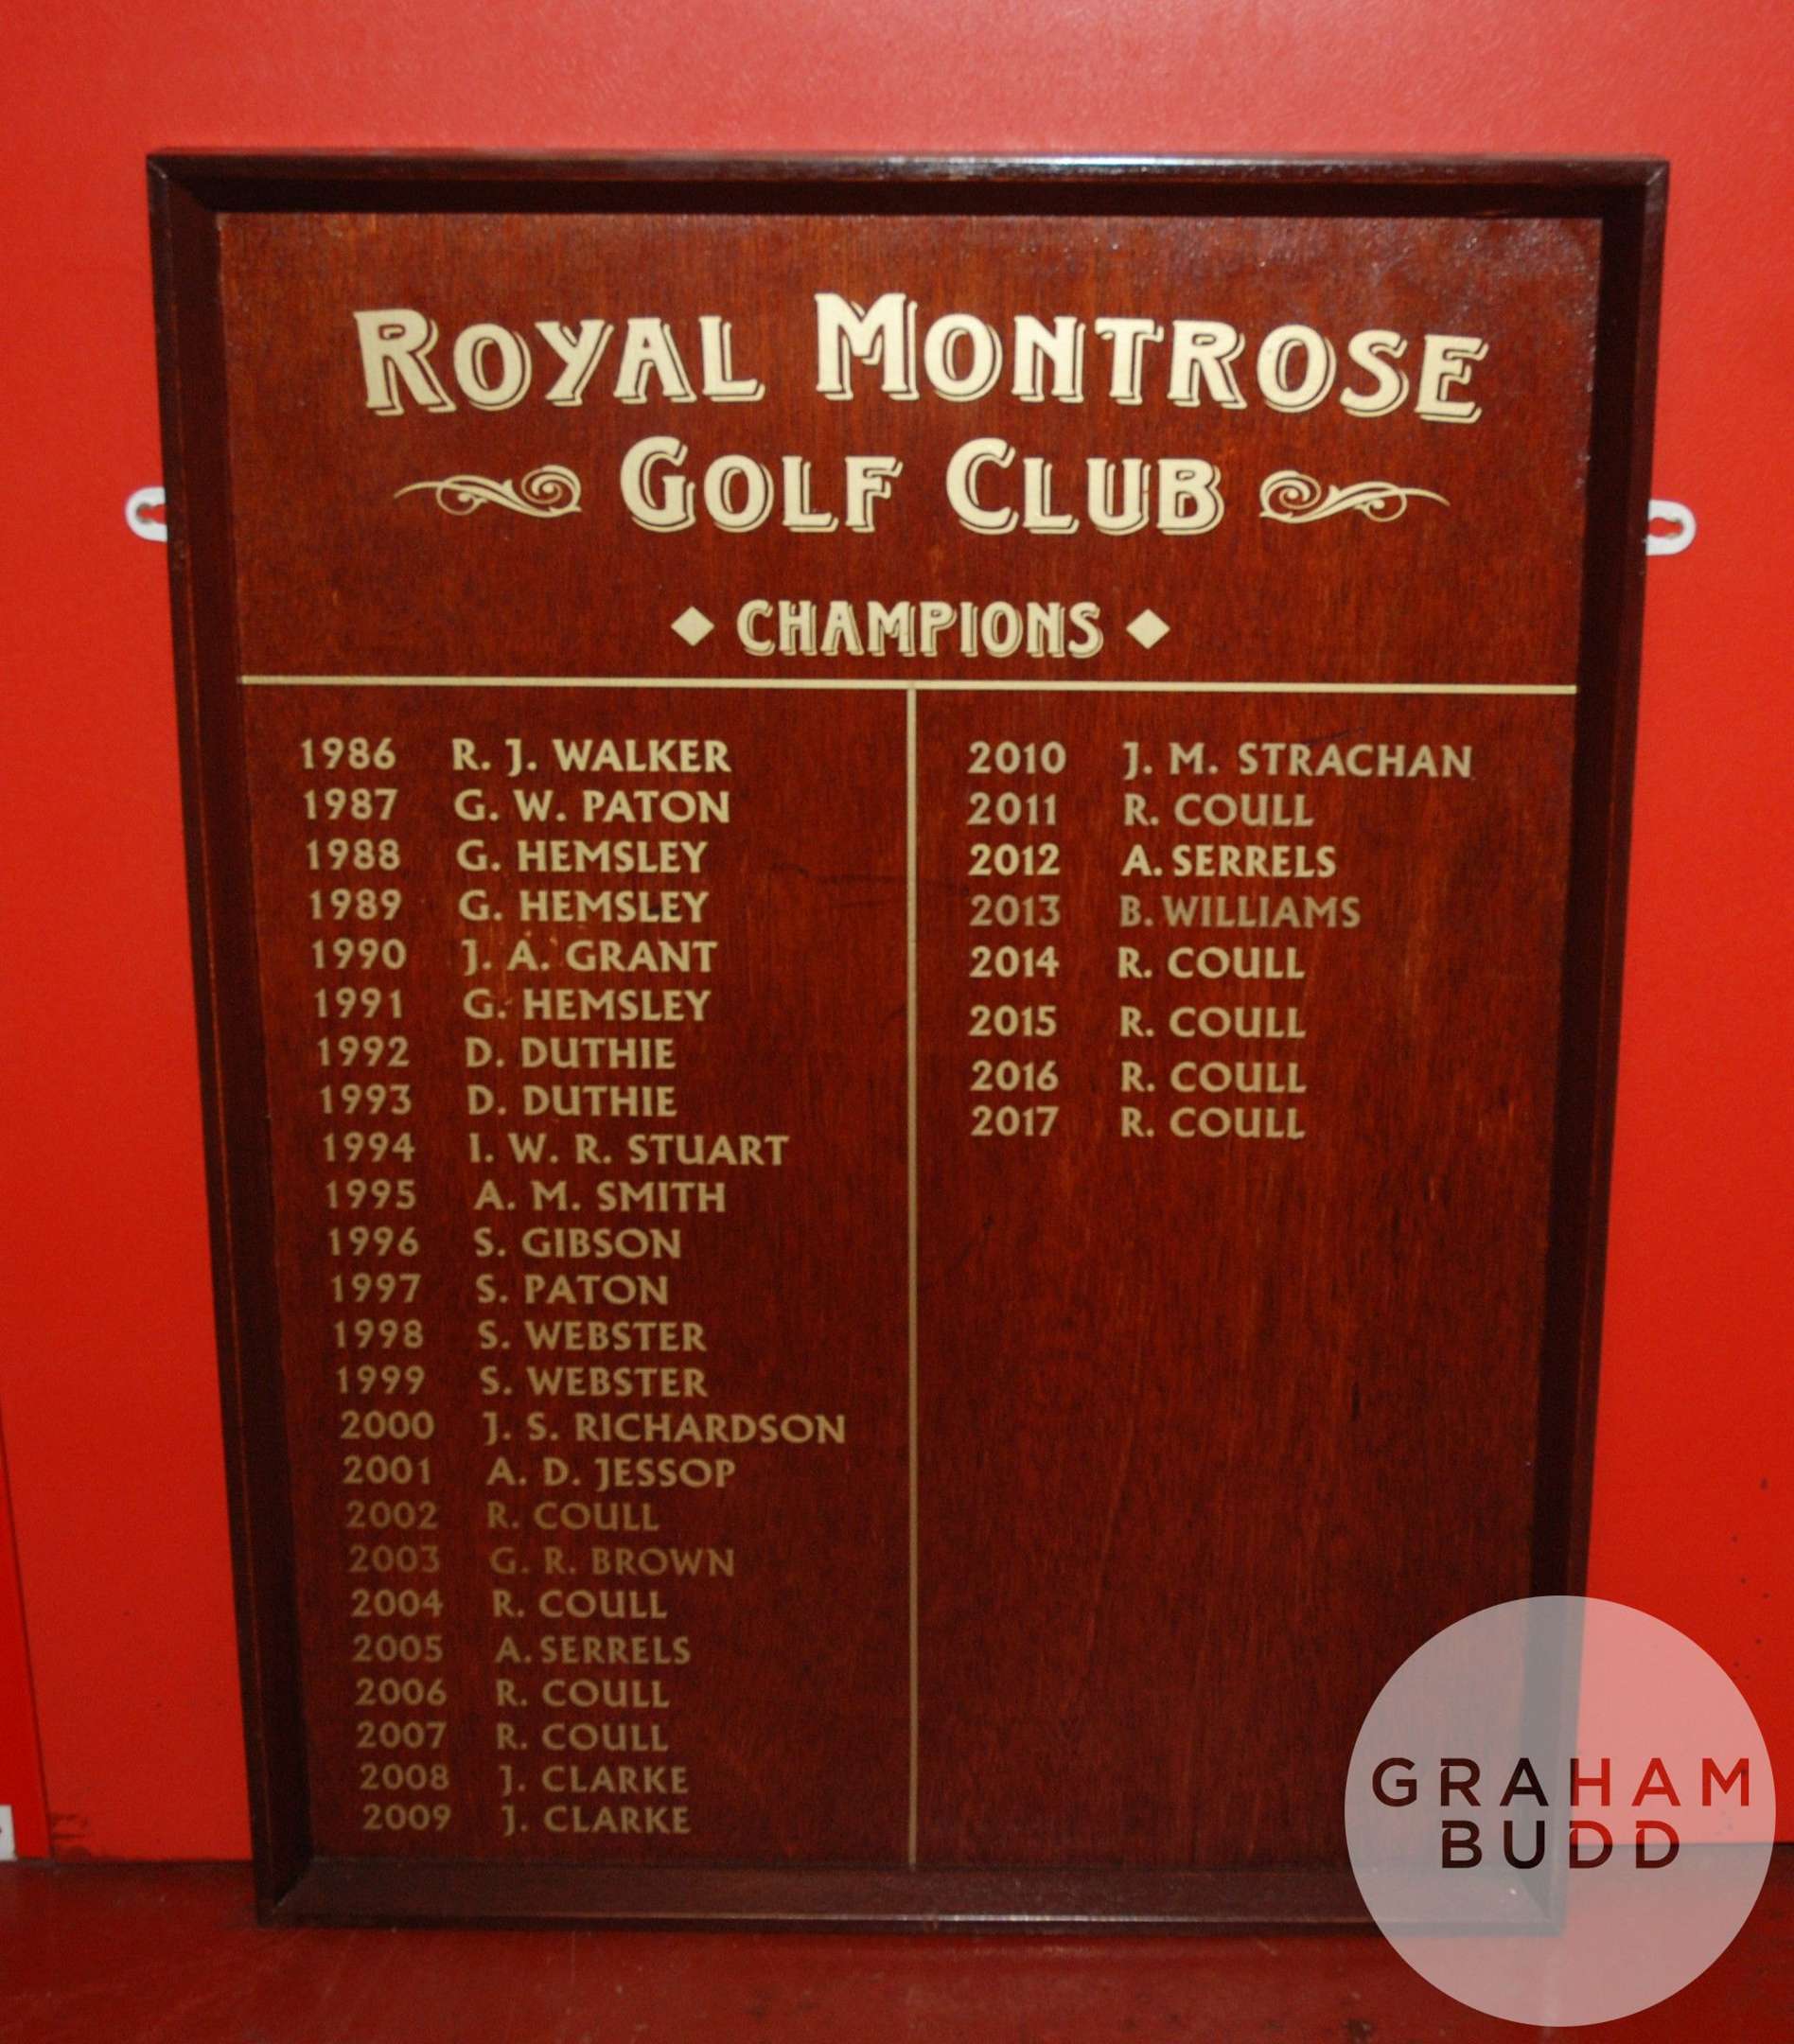 ROYAL MONTROSE
GOLF CLUB
CHAMPIONS
1986 R. J. WALKER
1987 G. W. PATON
1988 G. HEMSLEY
1989 G. HEMSLEY
1990 J. A. GRANT
1991 G. HEMSLEY
1992 D. DUTHIE
1993 D. DUTHIE
1994 I. W. R. STUART
1995 A. M. SMITH
1996 S. GIBSON
1997 S. PATON
1998 S. WEBSTER
1999 S. WEBSTER
2000 J. S. RICHARDSON
2001 A. D. JESSOP
2002 R. COULL
2003 G. R. BROWN
2004 R. COULL
2005 A. SERRELS
2006 R. COULL
2007 R. COULL
2008 J. CLARKE
2009 J. CLARKE
2010 J. M. STRACHAN
2011 R. COULL
2012 A. SERRELS
2013 B. WILLIAMS
2014 R. COULL
2015 R. COULL
2016 R. COULL
2017 R. COULL
GRAHAM
BUDD